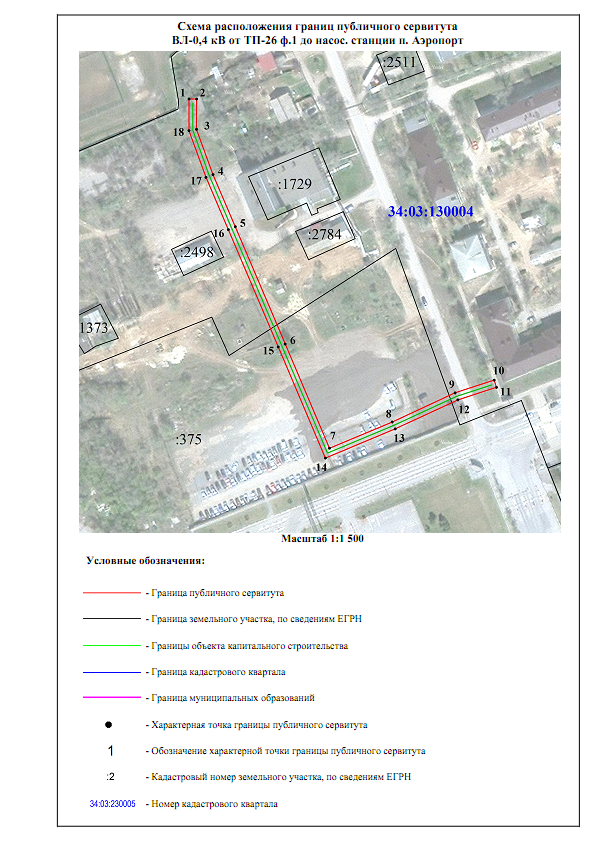 Схема расположения границ публичного сервитута
ВЛ-0,4 кВ от ТП-26 ф.1 до насос. станции п. Аэропорт
:2511
1
2
18
3
17
4
:1729
34:03:130004
16
5
:2784
:2498
1373
15
6
10
9
11
12
8
:375
7
13
14
Масштаб 1:1 500
Условные обозначения:
- Граница публичного сервитута
- Граница земельного участка, по сведениям ЕГРН
- Границы объекта капитального строительства
- Граница кадастрового квартала
- Граница муниципальных образований
- Характерная точка границы публичного сервитута
1 - Обозначение характерной точки границы публичного сервитута
:2 - Кадастровый номер земельного участка, по сведениям ЕГРН
34:03:230005 - Номер кадастрового квартала